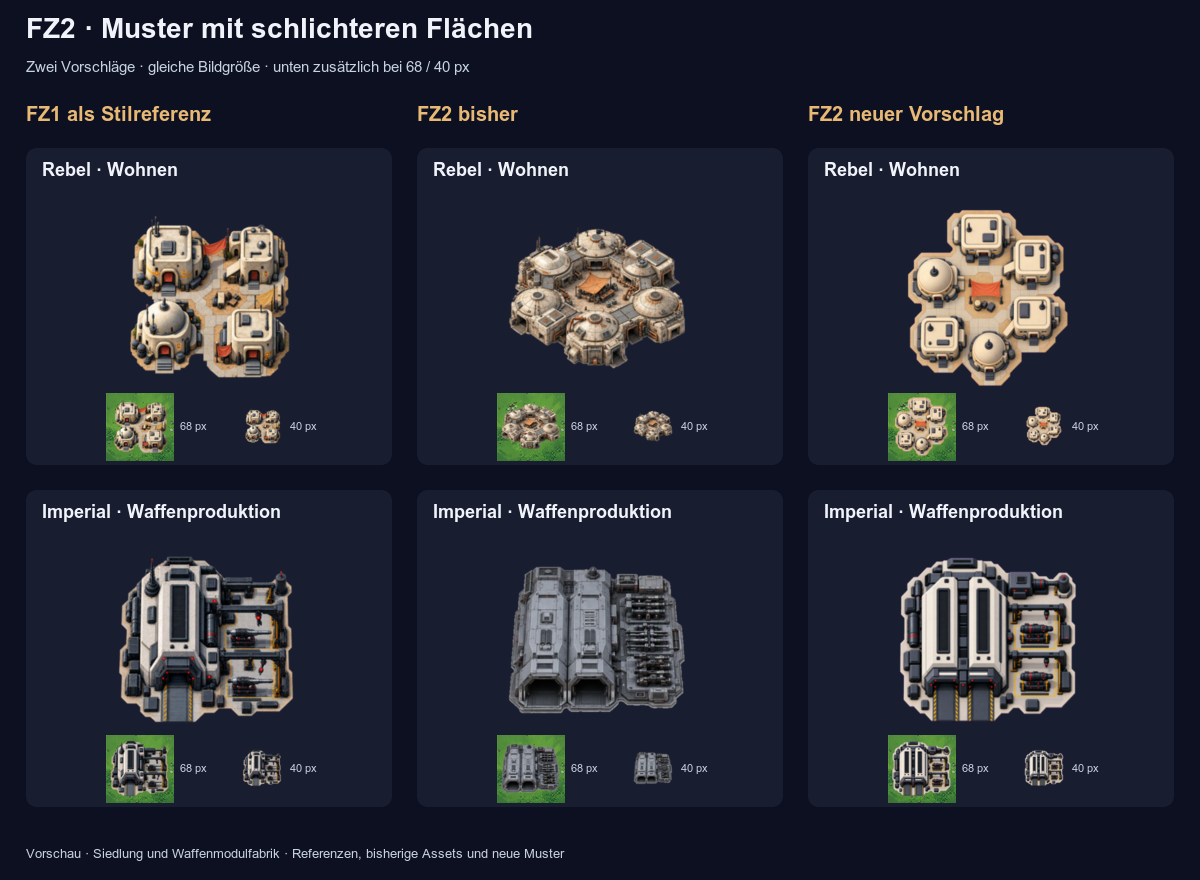 FZ2 · Muster mit schlichteren Flächen
Zwei Vorschläge · gleiche Bildgröße · unten zusätzlich bei 68 / 40 px
FZ1 als Stilreferenz
FZ2 bisher
FZ2 neuer Vorschlag
Rebel · Wohnen
Rebel · Wohnen
Rebel · Wohnen
68 px
40 px
68 px
40 px
68 px
40 px
Imperial · Waffenproduktion
Imperial · Waffenproduktion
Imperial · Waffenproduktion
68 px
40 px
68 px
40 px
68 px
40 px
Vorschau · Siedlung und Waffenmodulfabrik · Referenzen, bisherige Assets und neue Muster